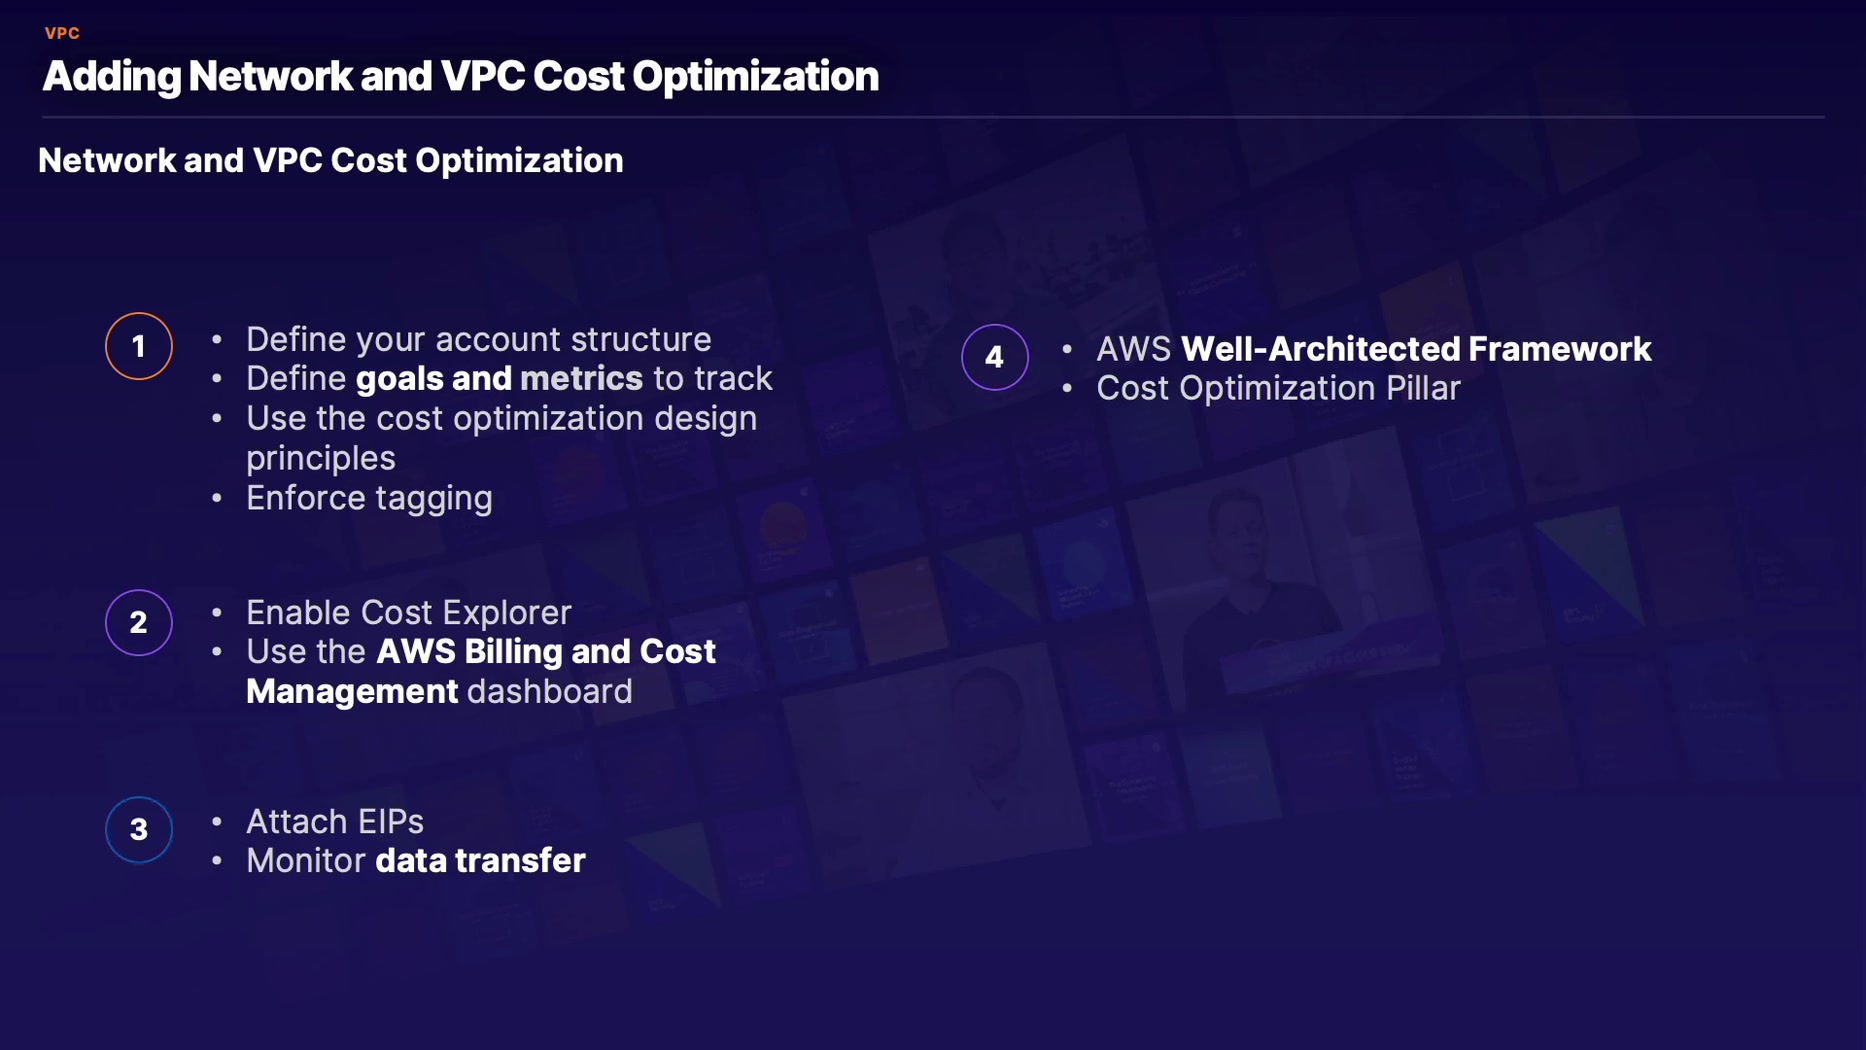 VPC
Adding Network and VPC Cost Optimization
Network and VPC Cost Optimization
1
• Define your account structure
• Define goals and metrics to track
• Use the cost optimization design
principles
• Enforce tagging
2
• Enable Cost Explorer
• Use the AWS Billing and Cost
Management dashboard
3
• Attach EIPs
• Monitor data transfer
4
• AWS Well-Architected Framework
• Cost Optimization Pillar